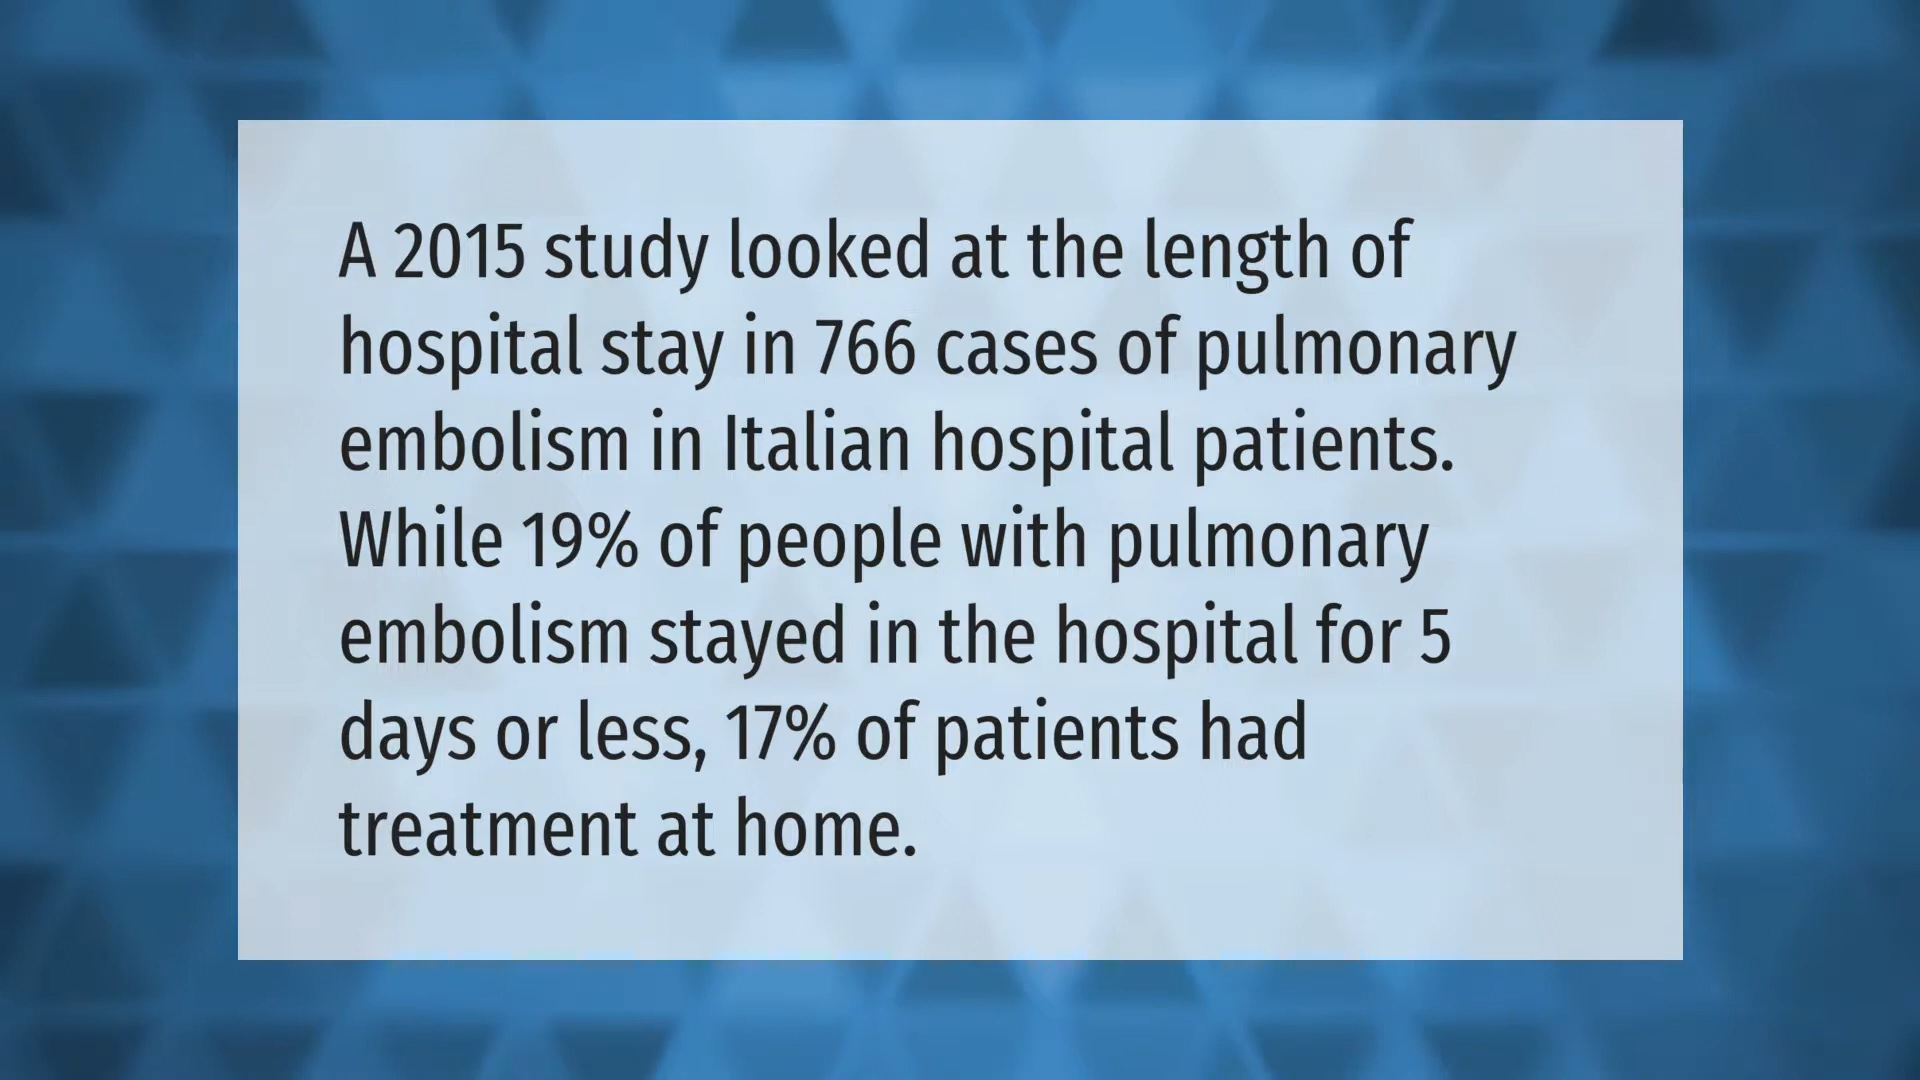 A 2015 study looked at the length of
hospital stay in 766 cases of pulmonary
embolism in Italian hospital patients.
While 19% of people with pulmonary
embolism stayed in the hospital for 5
days or less, 17% of patients had
treatment at home.